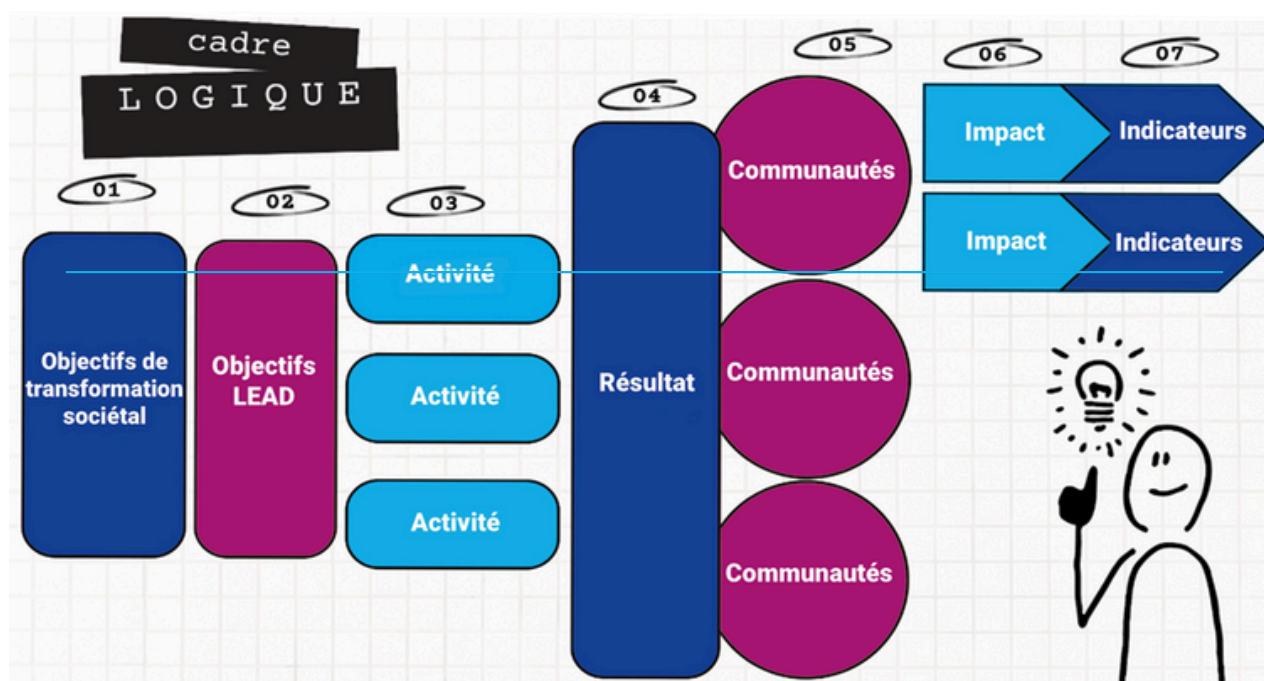 cadre
LOGIQUE
01
02
03
04
05
06
07
Objectifs de
transformation
sociétal
Objectifs
LEAD
Activité
Activité
Activité
Résultat
Communautés
Communautés
Communautés
Impact
Indicateurs
Impact
Indicateurs